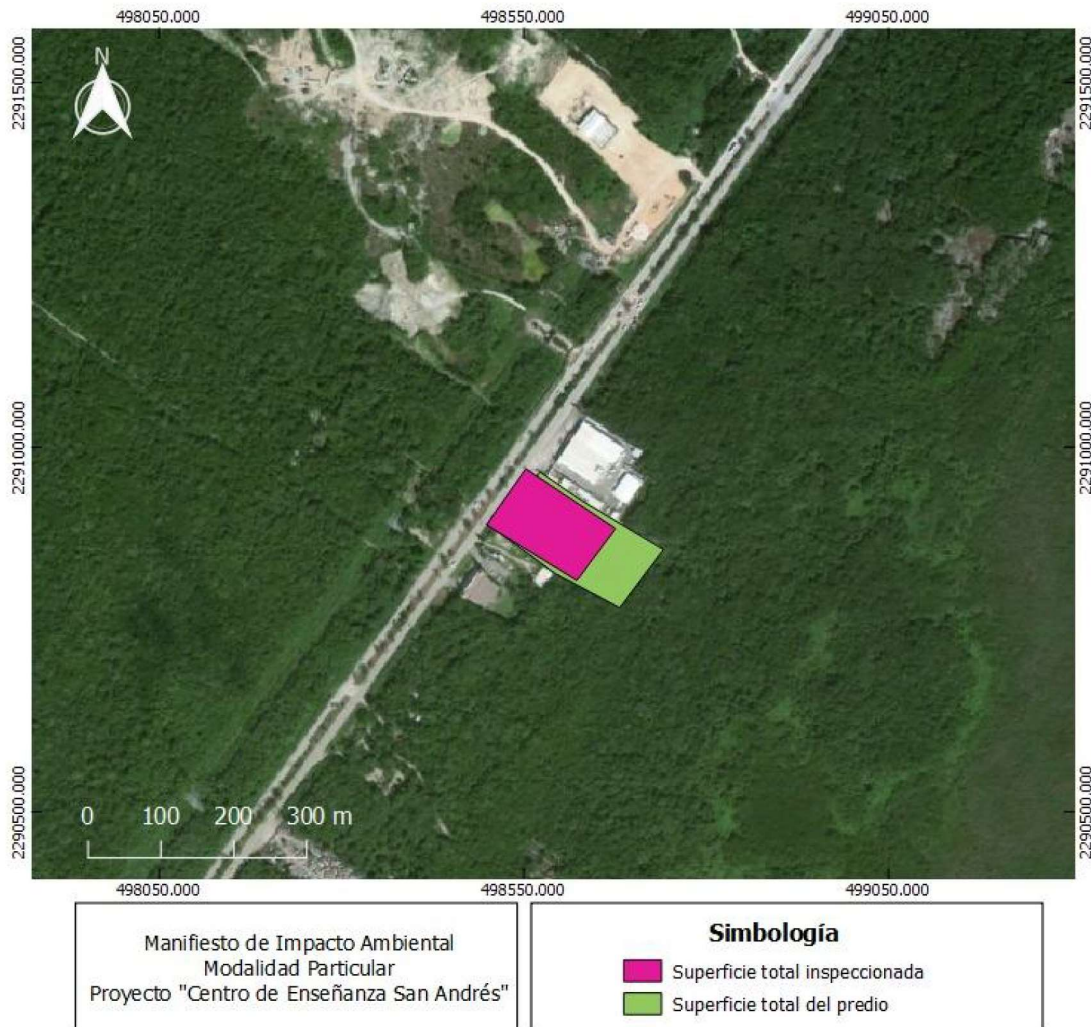 498050.000 498550.000 499050.000
N
2291500.000 2291500.000
2291000.000 2291000.000
2290500.000 2290500.000
0 100 200 300 m
498050.000 498550.000 499050.000
Manifiesto de Impacto Ambiental
Modalidad Particular
Proyecto "Centro de Enseñanza San Andrés"
Simbología
Superficie total inspeccionada
Superficie total del predio